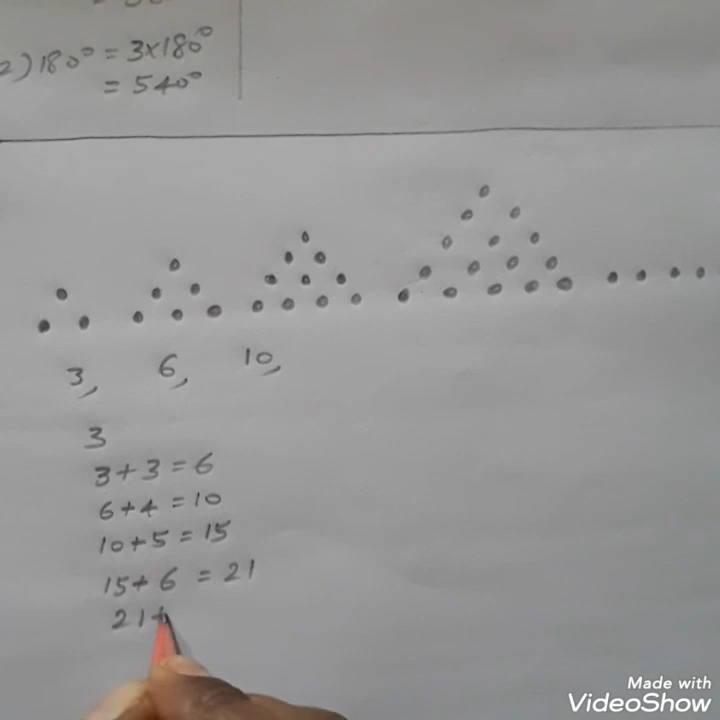 2) 180° = 3×180°
= 540°
3, 6, 10,
3
3+3=6
6+4=10
10+5=15
15+6=21
21+
Made with
VideoShow